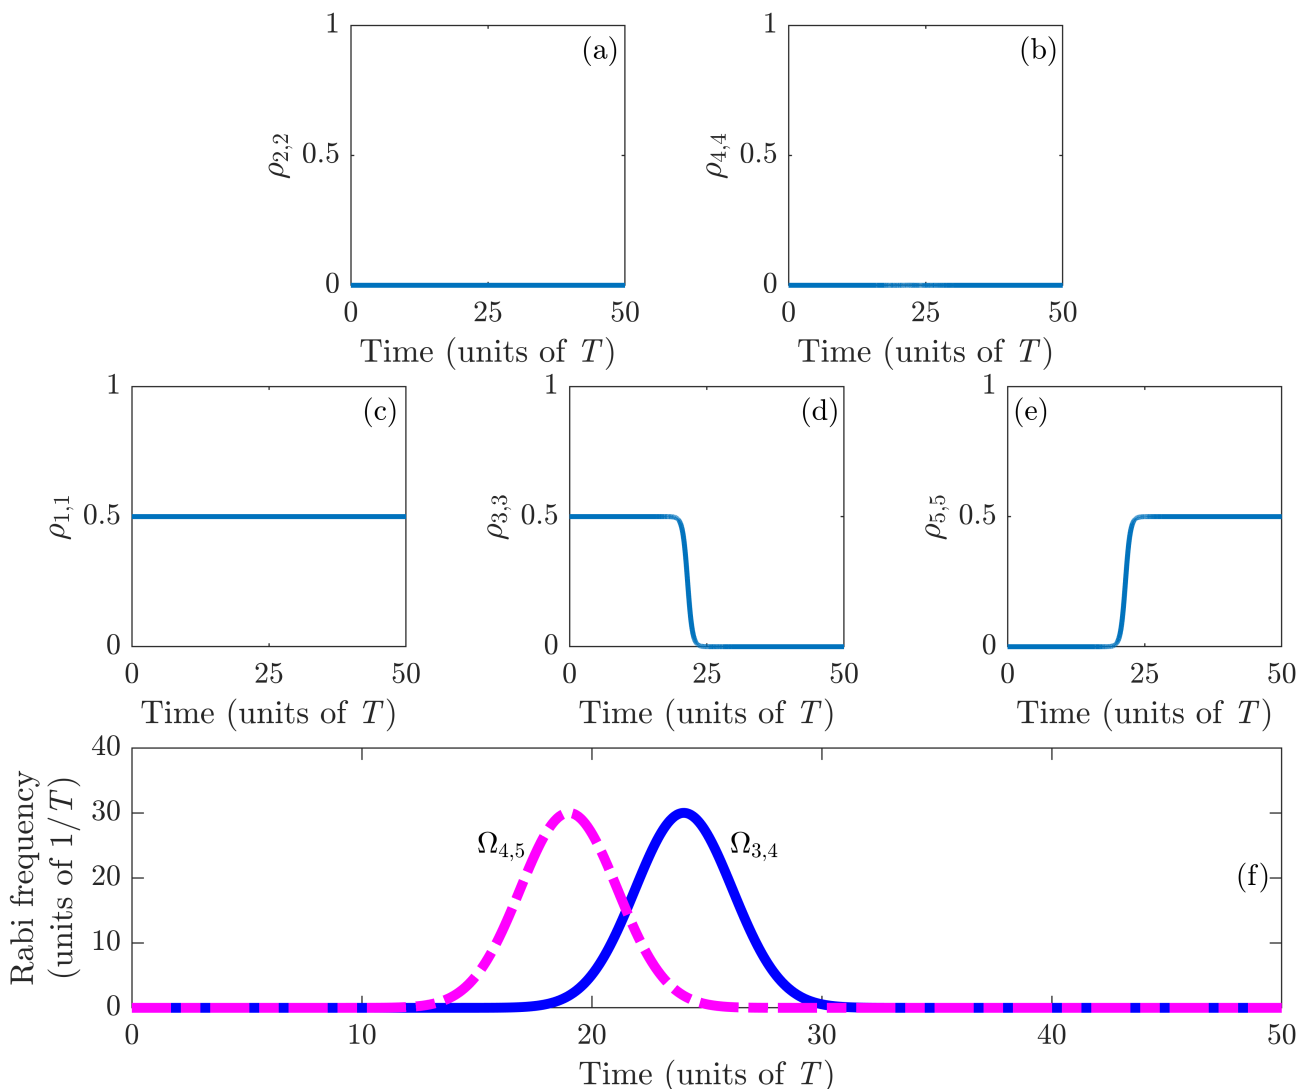 1
(a)
ρ2,2
0.5
0
0 25 50
Time (units of T)
1
(b)
ρ4,4
0.5
0
0 25 50
Time (units of T)
1
(c)
ρ1,1
0.5
0
0 25 50
Time (units of T)
1
(d)
ρ3,3
0.5
0
0 25 50
Time (units of T)
1
(e)
ρ5,5
0.5
0
0 25 50
Time (units of T)
Rabi frequency
(units of 1/T)
40
30
20
10
0
Ω4,5
Ω3,4
(f)
0 10 20 30 40 50
Time (units of T)